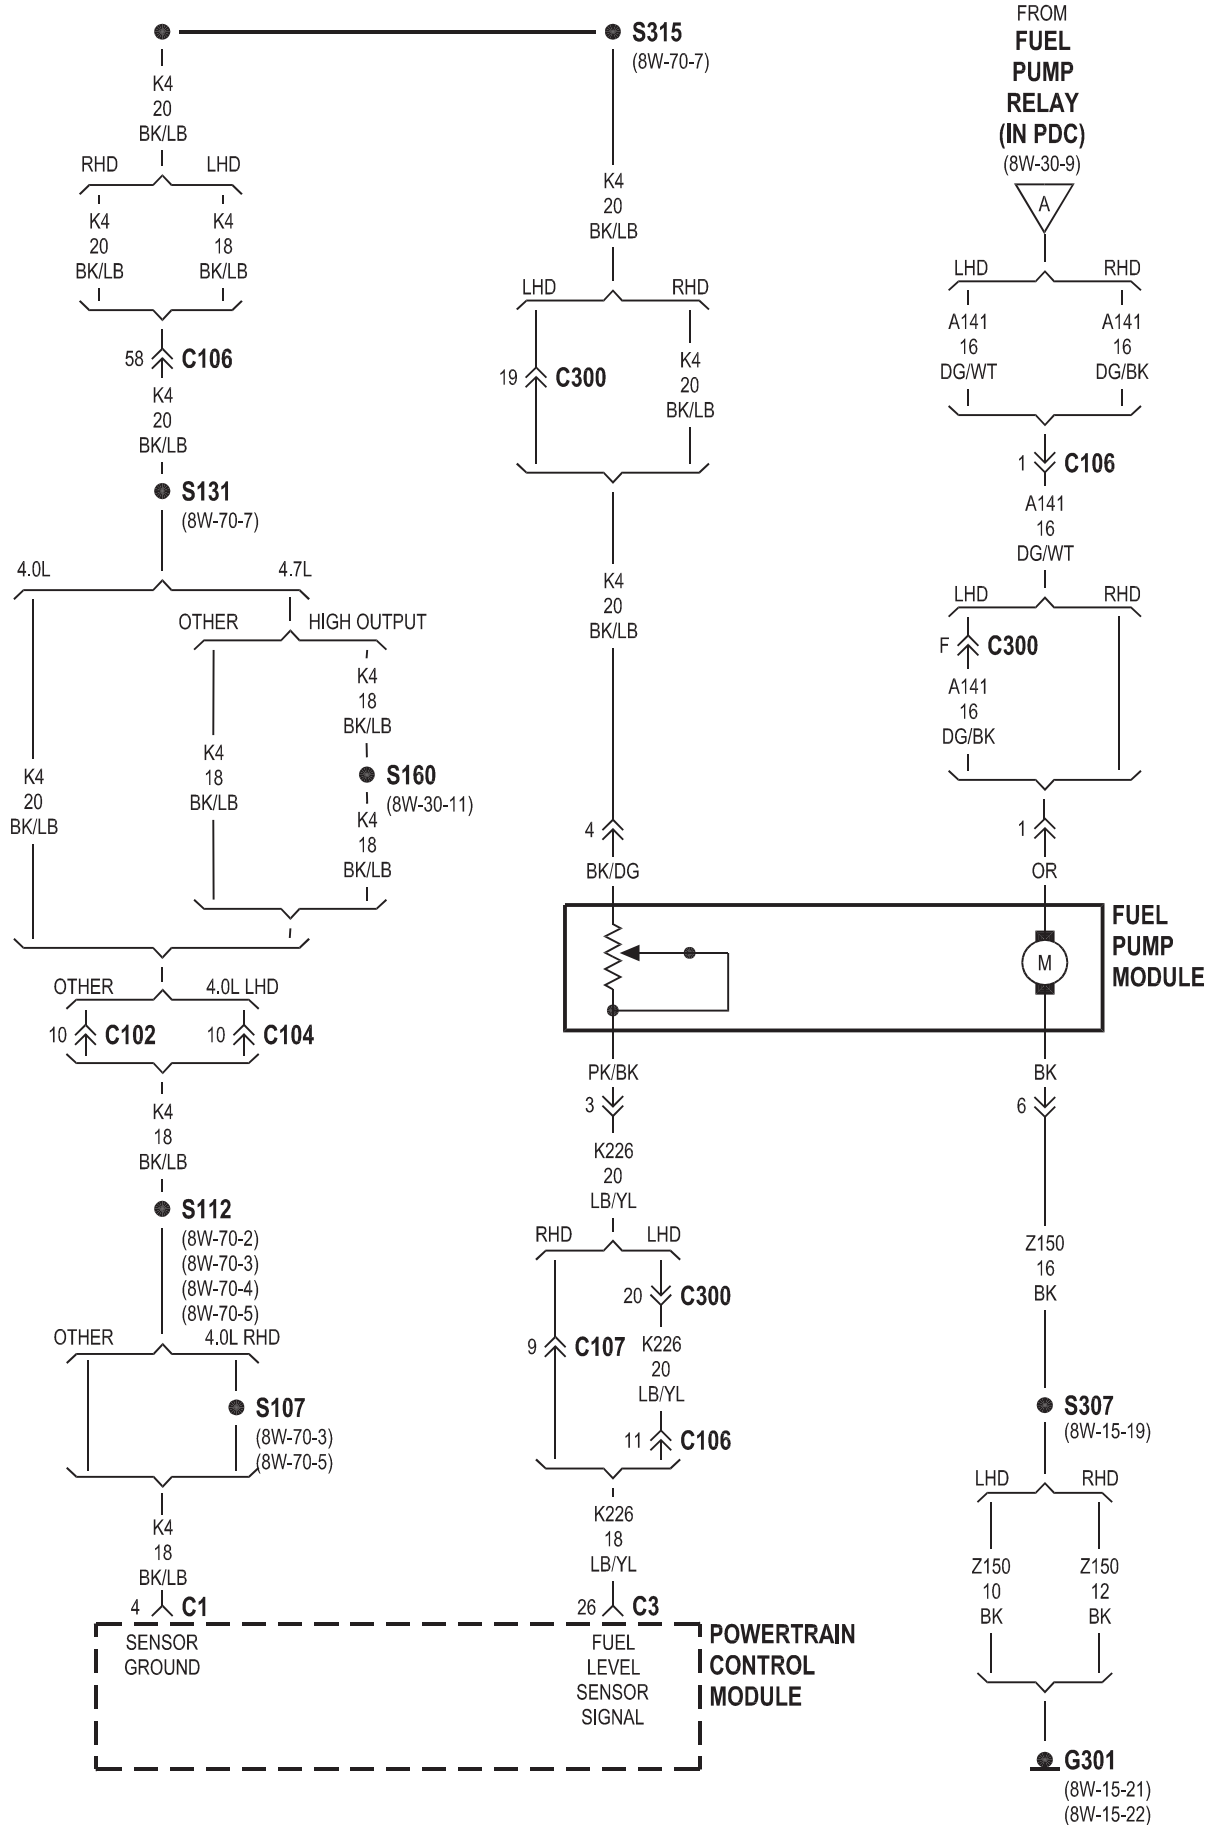 S315
(8W-70-7)
K4
20
BK/LB
RHD
LHD
K4
20
BK/LB
K4
18
BK/LB
58
C106
K4
20
BK/LB
S131
(8W-70-7)
4.0L
4.7L
OTHER
HIGH OUTPUT
K4
18
BK/LB
S160
(8W-30-11)
K4
18
BK/LB
K4
18
BK/LB
K4
20
BK/LB
OTHER
4.0L LHD
10
C102
10
C104
K4
18
BK/LB
S112
(8W-70-2)
(8W-70-3)
(8W-70-4)
(8W-70-5)
OTHER
4.0L RHD
S107
(8W-70-3)
(8W-70-5)
K4
18
BK/LB
4
C1
SENSOR
GROUND
K4
20
BK/LB
LHD
RHD
19
C300
K4
20
BK/LB
K4
20
BK/LB
4
BK/DG
PK/BK
3
K226
20
LB/YL
RHD
LHD
20
C300
9
C107
K226
20
LB/YL
11
C106
K226
18
LB/YL
26
C3
FUEL
LEVEL
SENSOR
SIGNAL
POWERTRAIN
CONTROL
MODULE
FROM
FUEL
PUMP
RELAY
(IN PDC)
(8W-30-9)
A
LHD
RHD
A141
16
DG/WT
A141
16
DG/BK
1
C106
A141
16
DG/WT
LHD
RHD
F
C300
A141
16
DG/BK
1
OR
FUEL
PUMP
MODULE
M
BK
6
Z150
16
BK
S307
(8W-15-19)
LHD
RHD
Z150
10
BK
Z150
12
BK
G301
(8W-15-21)
(8W-15-22)